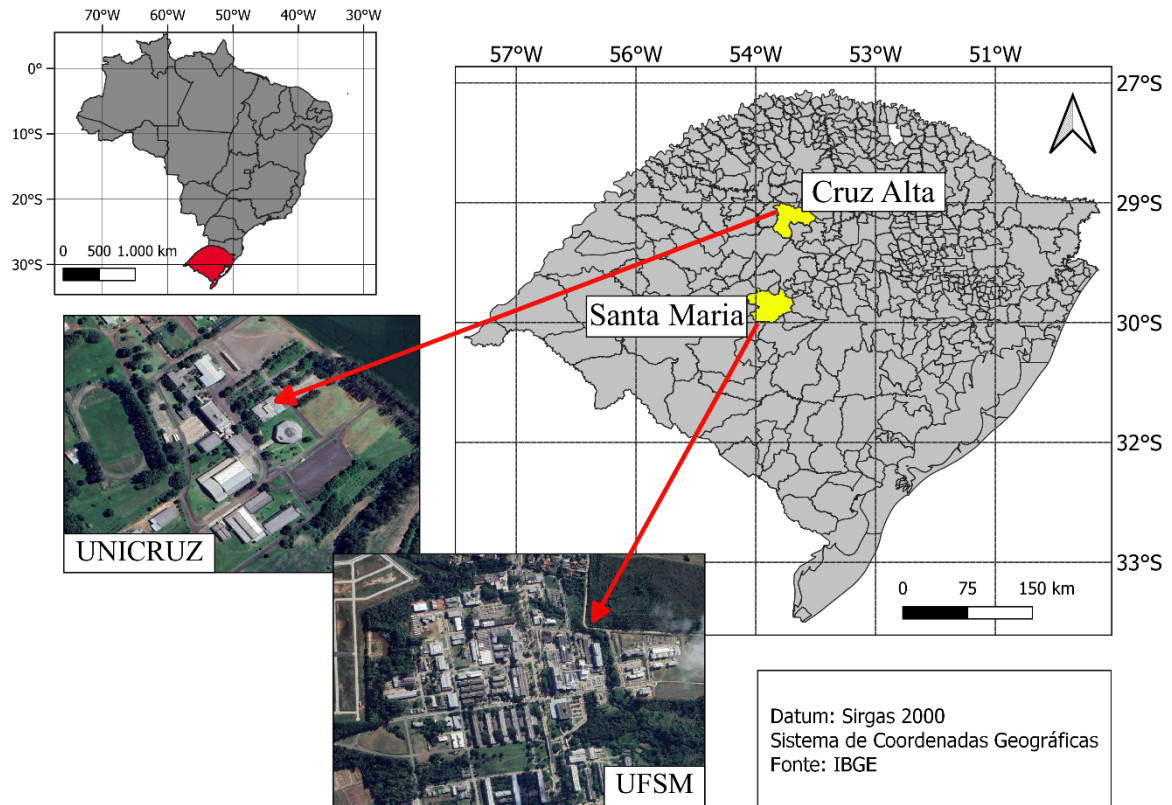 70°W 60°W 50°W 40°W 30°W
0°
10°S
20°S
30°S
0 500 1.000 km
57°W 56°W 54°W 53°W 51°W
27°S
29°S
30°S
32°S
33°S
Cruz Alta
Santa Maria
0 75 150 km
UNICRUZ
UFSM
Datum: Sirgas 2000
Sistema de Coordenadas Geográficas
Fonte: IBGE